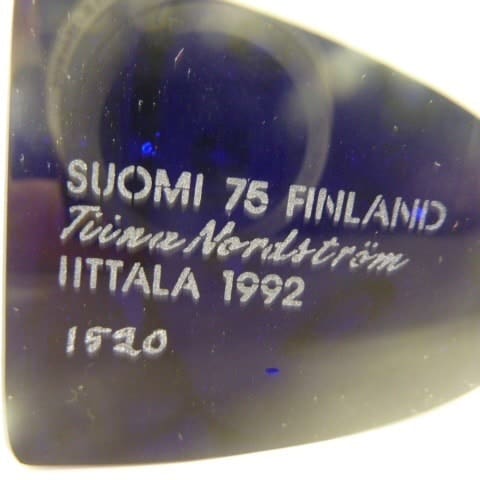 SUOMI 75 FINLAND
Tiina Nordström
IITTALA 1992
1520